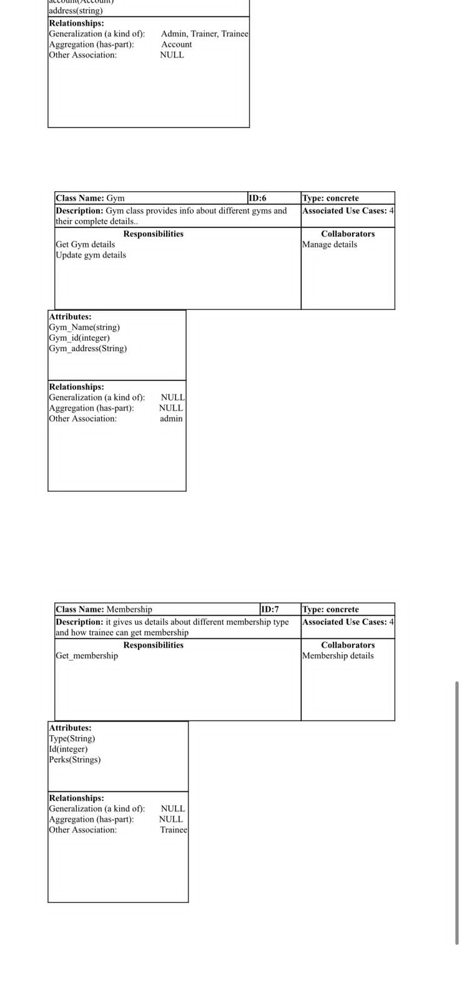 account(Account)
address(string)
Relationships:
Generalization (a kind of): Admin, Trainer, Trainee
Aggregation (has-part): Account
Other Association: NULL
Class Name: Gym ID:6 Type: concrete
Description: Gym class provides info about different gyms and Associated Use Cases: 4
their complete details..
Responsibilities Collaborators
Get Gym details Manage details
Update gym details
Attributes:
Gym_Name(string)
Gym_id(integer)
Gym_address(String)
Relationships:
Generalization (a kind of): NULL
Aggregation (has-part): NULL
Other Association: admin
Class Name: Membership ID:7 Type: concrete
Description: it gives us details about different membership type Associated Use Cases: 4
and how trainee can get membership
Responsibilities Collaborators
Get_membership Membership details
Attributes:
Type(String)
Id(integer)
Perks(Strings)
Relationships:
Generalization (a kind of): NULL
Aggregation (has-part): NULL
Other Association: Trainee